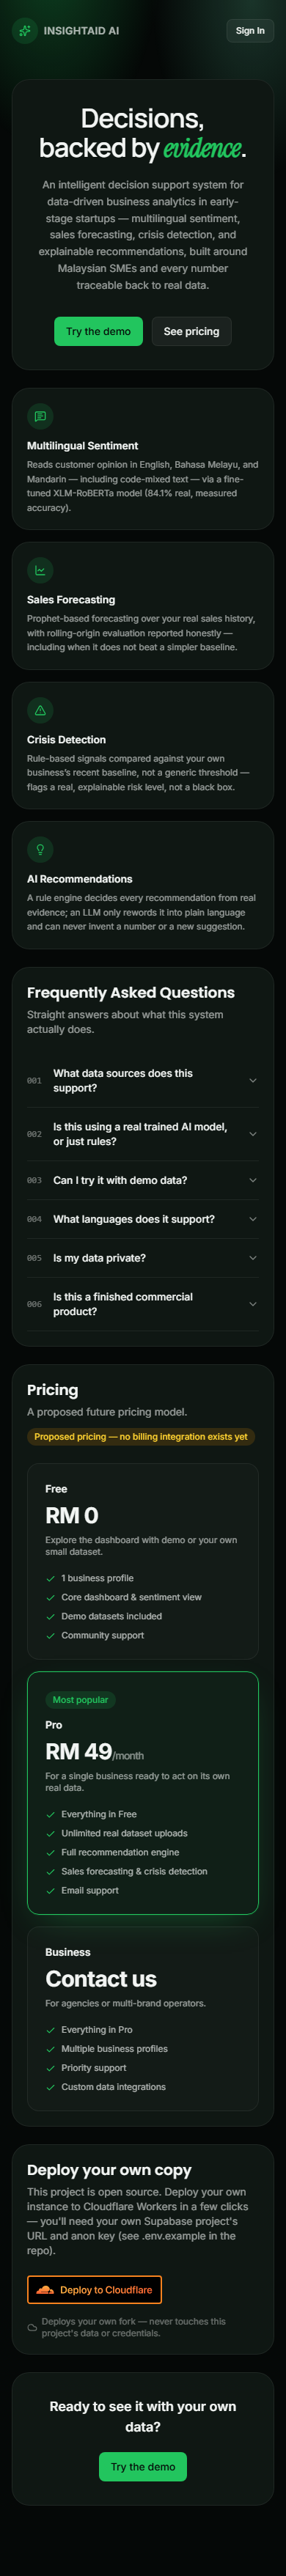 INSIGHTAID AI
Sign In
Decisions,
backed by evidence.
An intelligent decision support system for
data-driven business analytics in early-
stage startups — multilingual sentiment,
sales forecasting, crisis detection, and
explainable recommendations, built around
Malaysian SMEs and every number
traceable back to real data.
Try the demo
See pricing
Multilingual Sentiment
Reads customer opinion in English, Bahasa Melayu, and
Mandarin — including code-mixed text — via a fine-
tuned XLM-RoBERTa model (84.1% real, measured
accuracy).
Sales Forecasting
Prophet-based forecasting over your real sales history,
with rolling-origin evaluation reported honestly —
including when it does not beat a simpler baseline.
Crisis Detection
Rule-based signals compared against your own
business's recent baseline, not a generic threshold —
flags a real, explainable risk level, not a black box.
AI Recommendations
A rule engine decides every recommendation from real
evidence; an LLM only rewords it into plain language
and can never invent a number or a new suggestion.
Frequently Asked Questions
Straight answers about what this system
actually does.
001 What data sources does this
support?
002 Is this using a real trained AI model,
or just rules?
003 Can I try it with demo data?
004 What languages does it support?
005 Is my data private?
006 Is this a finished commercial
product?
Pricing
A proposed future pricing model.
Proposed pricing — no billing integration exists yet
Free
RM 0
Explore the dashboard with demo or your own
small dataset.
1 business profile
Core dashboard & sentiment view
Demo datasets included
Community support
Most popular
Pro
RM 49/month
For a single business ready to act on its own
real data.
Everything in Free
Unlimited real dataset uploads
Full recommendation engine
Sales forecasting & crisis detection
Email support
Business
Contact us
For agencies or multi-brand operators.
Everything in Pro
Multiple business profiles
Priority support
Custom data integrations
Deploy your own copy
This project is open source. Deploy your own
instance to Cloudflare Workers in a few clicks
— you'll need your own Supabase project's
URL and anon key (see .env.example in the
repo).
Deploy to Cloudflare
Deploys your own fork — never touches this
project's data or credentials.
Ready to see it with your own
data?
Try the demo